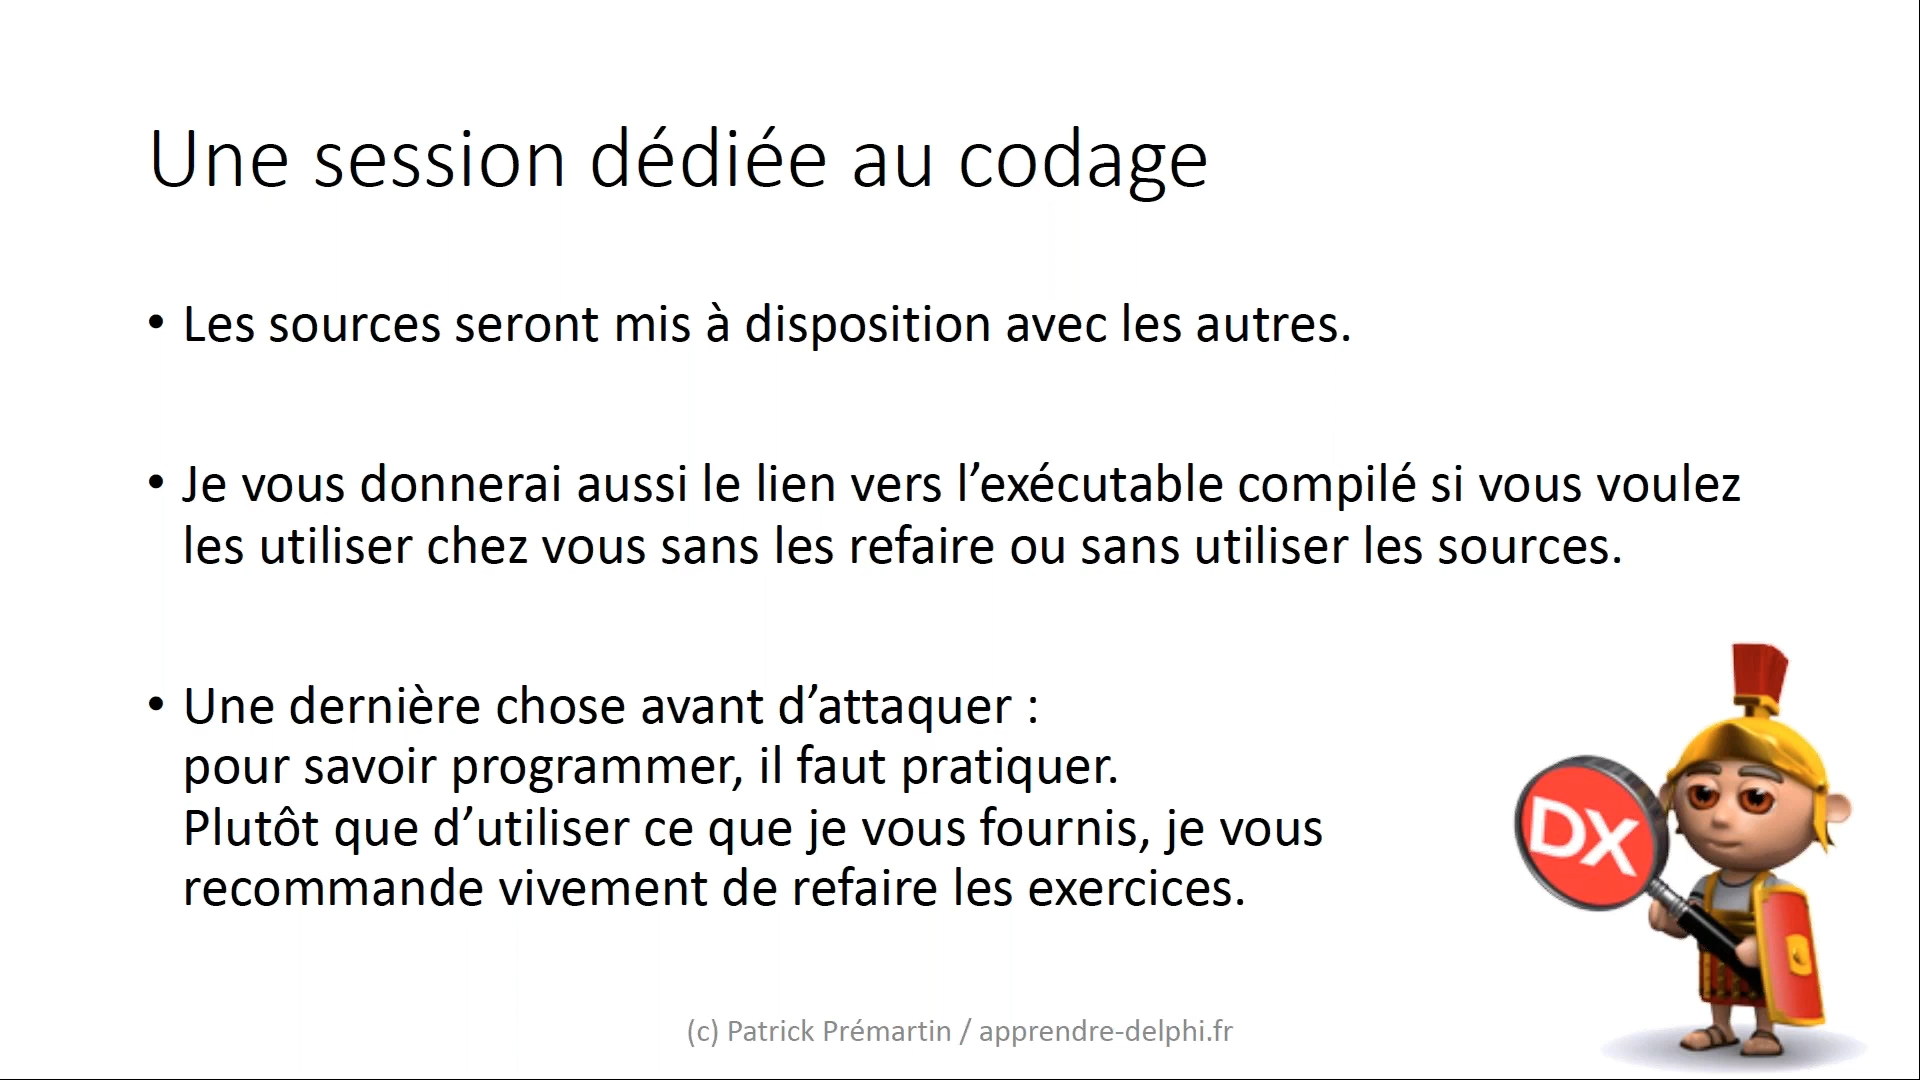 Une session dédiée au codage
• Les sources seront mis à disposition avec les autres.
• Je vous donnerai aussi le lien vers l’exécutable compilé si vous voulez
les utiliser chez vous sans les refaire ou sans utiliser les sources.
• Une dernière chose avant d’attaquer :
pour savoir programmer, il faut pratiquer.
Plutôt que d’utiliser ce que je vous fournis, je vous
recommande vivement de refaire les exercices.
DX
(c) Patrick Prémartin / apprendre-delphi.fr